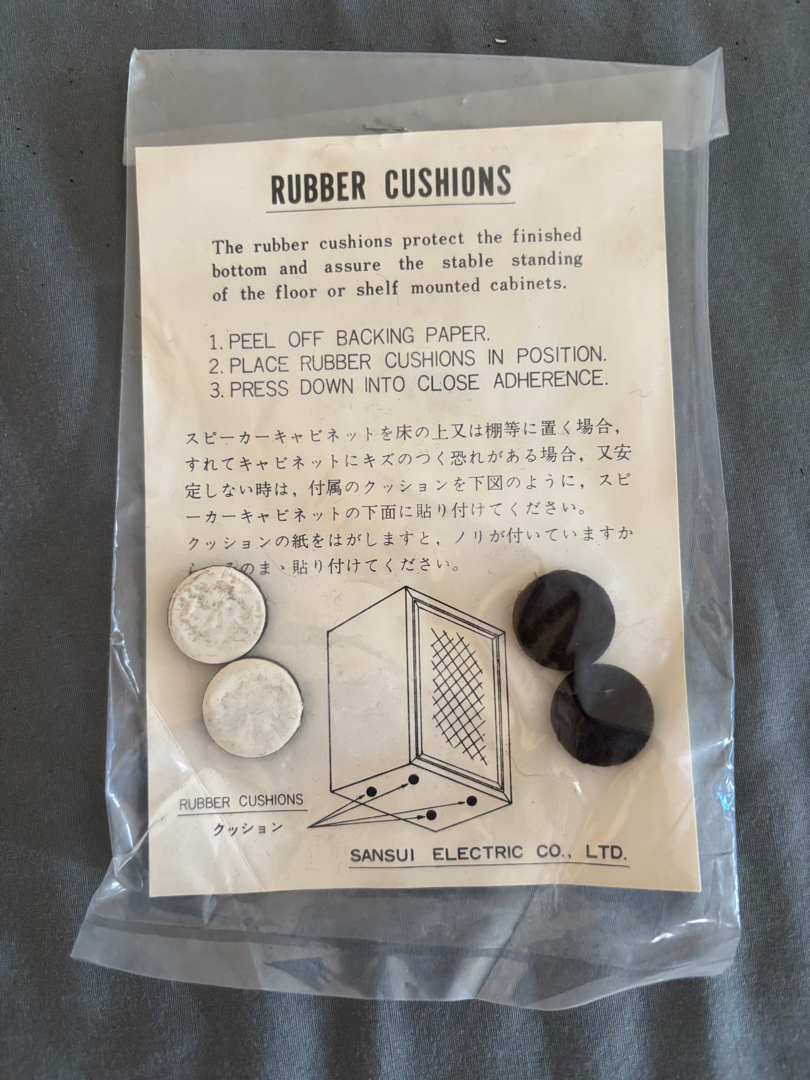 RUBBER CUSHIONS
The rubber cushions protect the finished
bottom and assure the stable standing
of the floor or shelf mounted cabinets.
1. PEEL OFF BACKING PAPER.
2. PLACE RUBBER CUSHIONS IN POSITION.
3. PRESS DOWN INTO CLOSE ADHERENCE.
スピーカーキャビネットを床の上又は棚等に置く場合，
すれてキャビネットにキズのつく恐れがある場合，又安
定しない時は，付属のクッションを下図のように，スピ
ーカーキャビネットの下面に貼り付けてください。
クッションの紙をはがしますと，ノリが付いていますか
のまゝ貼り付けてください。
RUBBER CUSHIONS
クッション
SANSUI ELECTRIC CO., LTD.